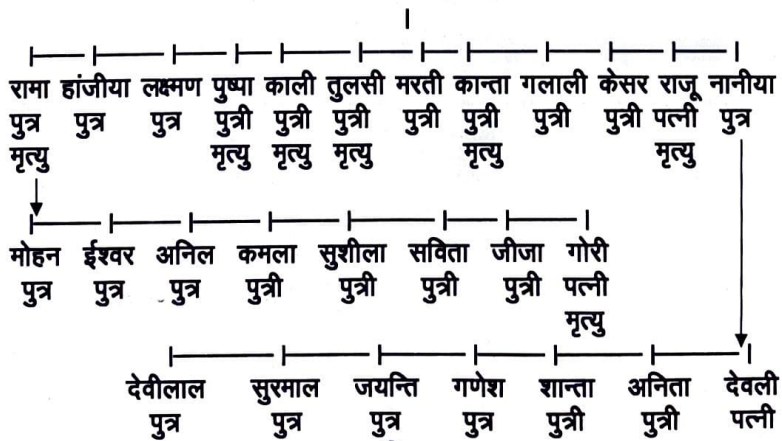 रामा हांजीया लक्ष्मण पुष्पा काली तुलसी मरती कान्ता गलाली केसर राजू नानीया
पुत्र पुत्र पुत्र पुत्री पुत्री पुत्री पुत्री पुत्री पुत्री पुत्री पत्नी पुत्र
मृत्यु मृत्यु मृत्यु मृत्यु मृत्यु मृत्यु
मोहन ईश्वर अनिल कमला सुशीला सविता जीजा गोरी
पुत्र पुत्र पुत्र पुत्री पुत्री पुत्री पुत्री पत्नी
मृत्यु
देवीलाल सुरमाल जयन्ति गणेश शान्ता अनिता देवली
पुत्र पुत्र पुत्र पुत्र पुत्री पुत्री पत्नी